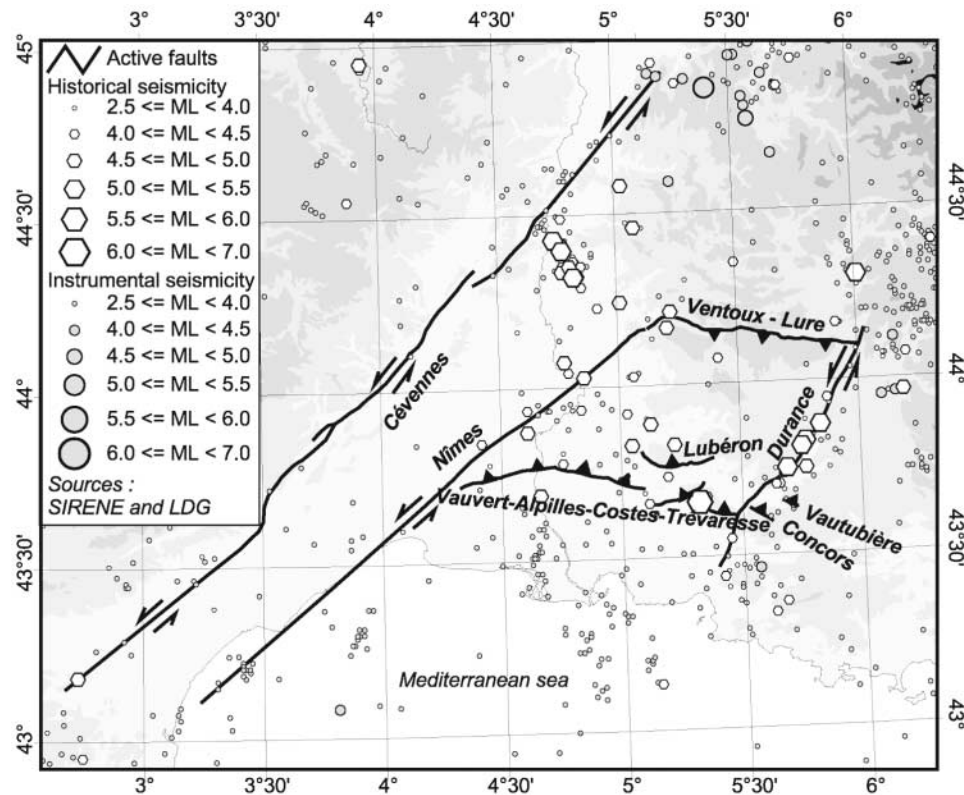 3° 3°30' 4° 4°30' 5° 5°30' 6°
45°
44°30'
44°
43°30'
43°
Active faults
Historical seismicity
2.5 <= ML < 4.0
4.0 <= ML < 4.5
4.5 <= ML < 5.0
5.0 <= ML < 5.5
5.5 <= ML < 6.0
6.0 <= ML < 7.0
Instrumental seismicity
2.5 <= ML < 4.0
4.0 <= ML < 4.5
4.5 <= ML < 5.0
5.0 <= ML < 5.5
5.5 <= ML < 6.0
6.0 <= ML < 7.0
Sources :
SIRENE and LDG
Ventoux - Lure
Cévennes
Nîmes
Durance
Lubéron
Vauvert-Alpilles-Costes-Trévaresse
Vautubière
Concors
Mediterranean sea
44°30'
44°
43°30'
43°
3° 3°30' 4° 4°30' 5° 5°30' 6°